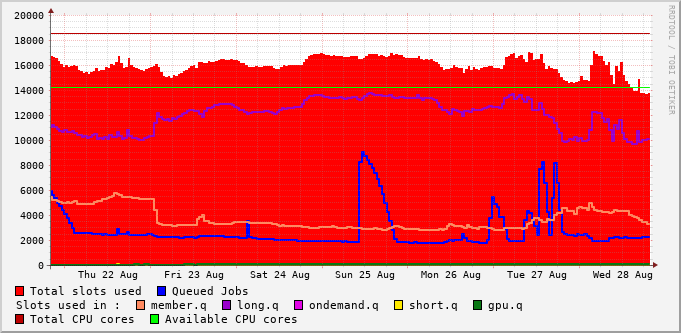 20000
18000
16000
14000
12000
10000
8000
6000
4000
2000
0
Thu 22 Aug Fri 23 Aug Sat 24 Aug Sun 25 Aug Mon 26 Aug Tue 27 Aug Wed 28 Aug
Total slots used Queued Jobs
Slots used in : member.q long.q ondemand.q short.q gpu.q
Total CPU cores Available CPU cores
RRDTOOL / TOBI OETIKER